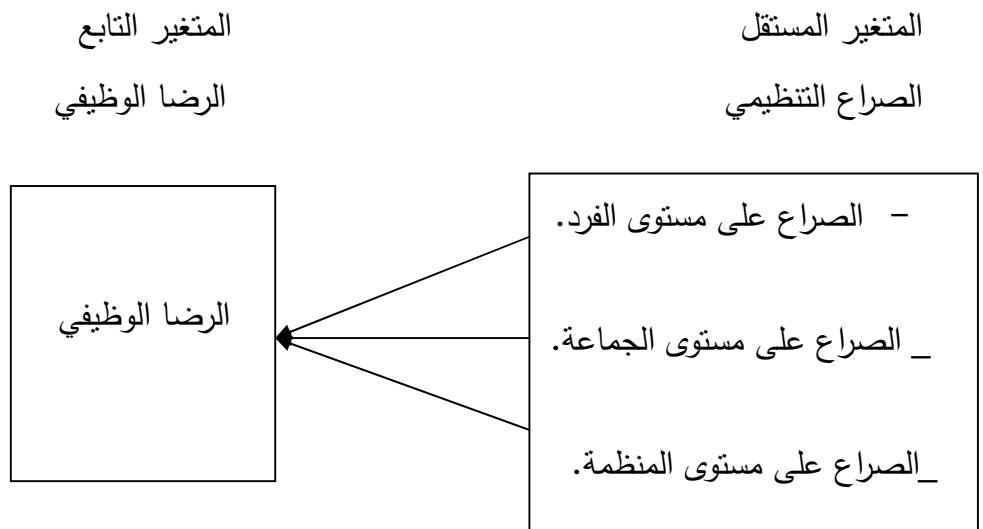 المتغير المستقل
المتغير التابع
الصراع التنظيمي
الرضا الوظيفي
- الصراع على مستوى الفرد.
_ الصراع على مستوى الجماعة.
_الصراع على مستوى المنظمة.
الرضا الوظيفي